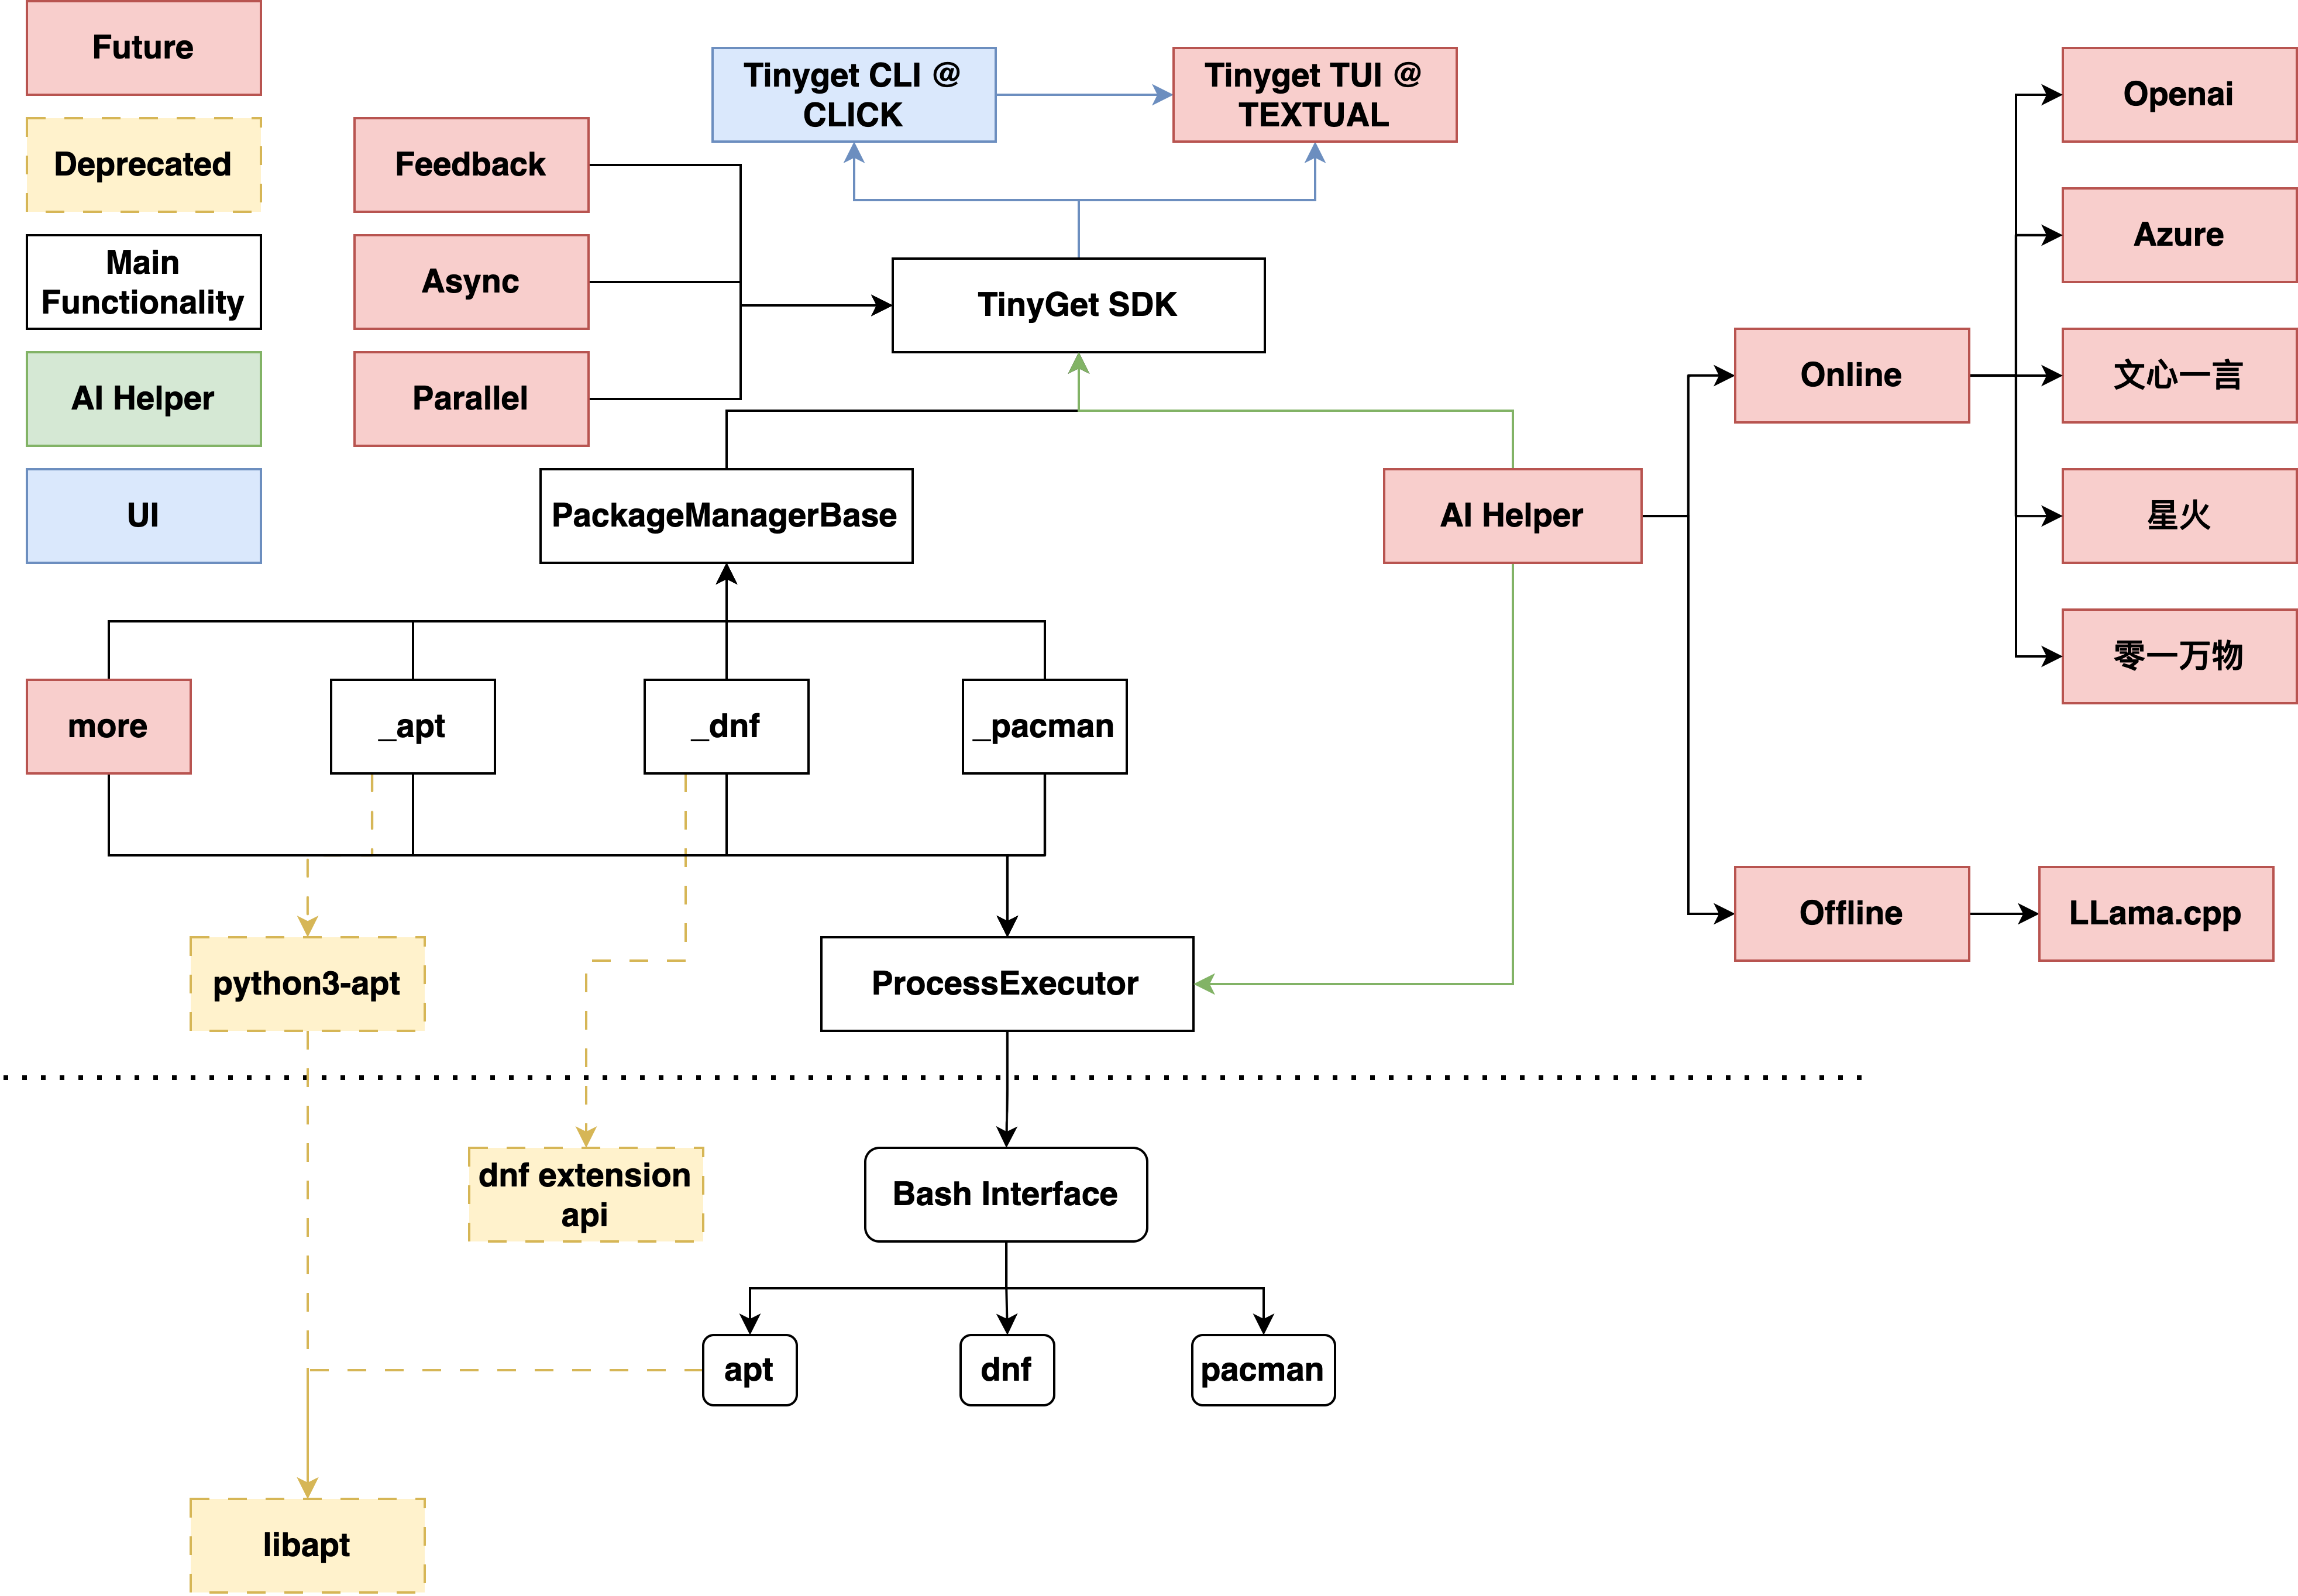 Future
Deprecated
Main
Functionality
AI Helper
UI
Feedback
Async
Parallel
Tinyget CLI @
CLICK
Tinyget TUI @
TEXTUAL
TinyGet SDK
PackageManagerBase
AI Helper
Online
Openai
Azure
文心一言
星火
零一万物
Offline
LLama.cpp
more
_apt
_dnf
_pacman
python3-apt
ProcessExecutor
dnf extension
api
Bash Interface
apt
dnf
pacman
libapt